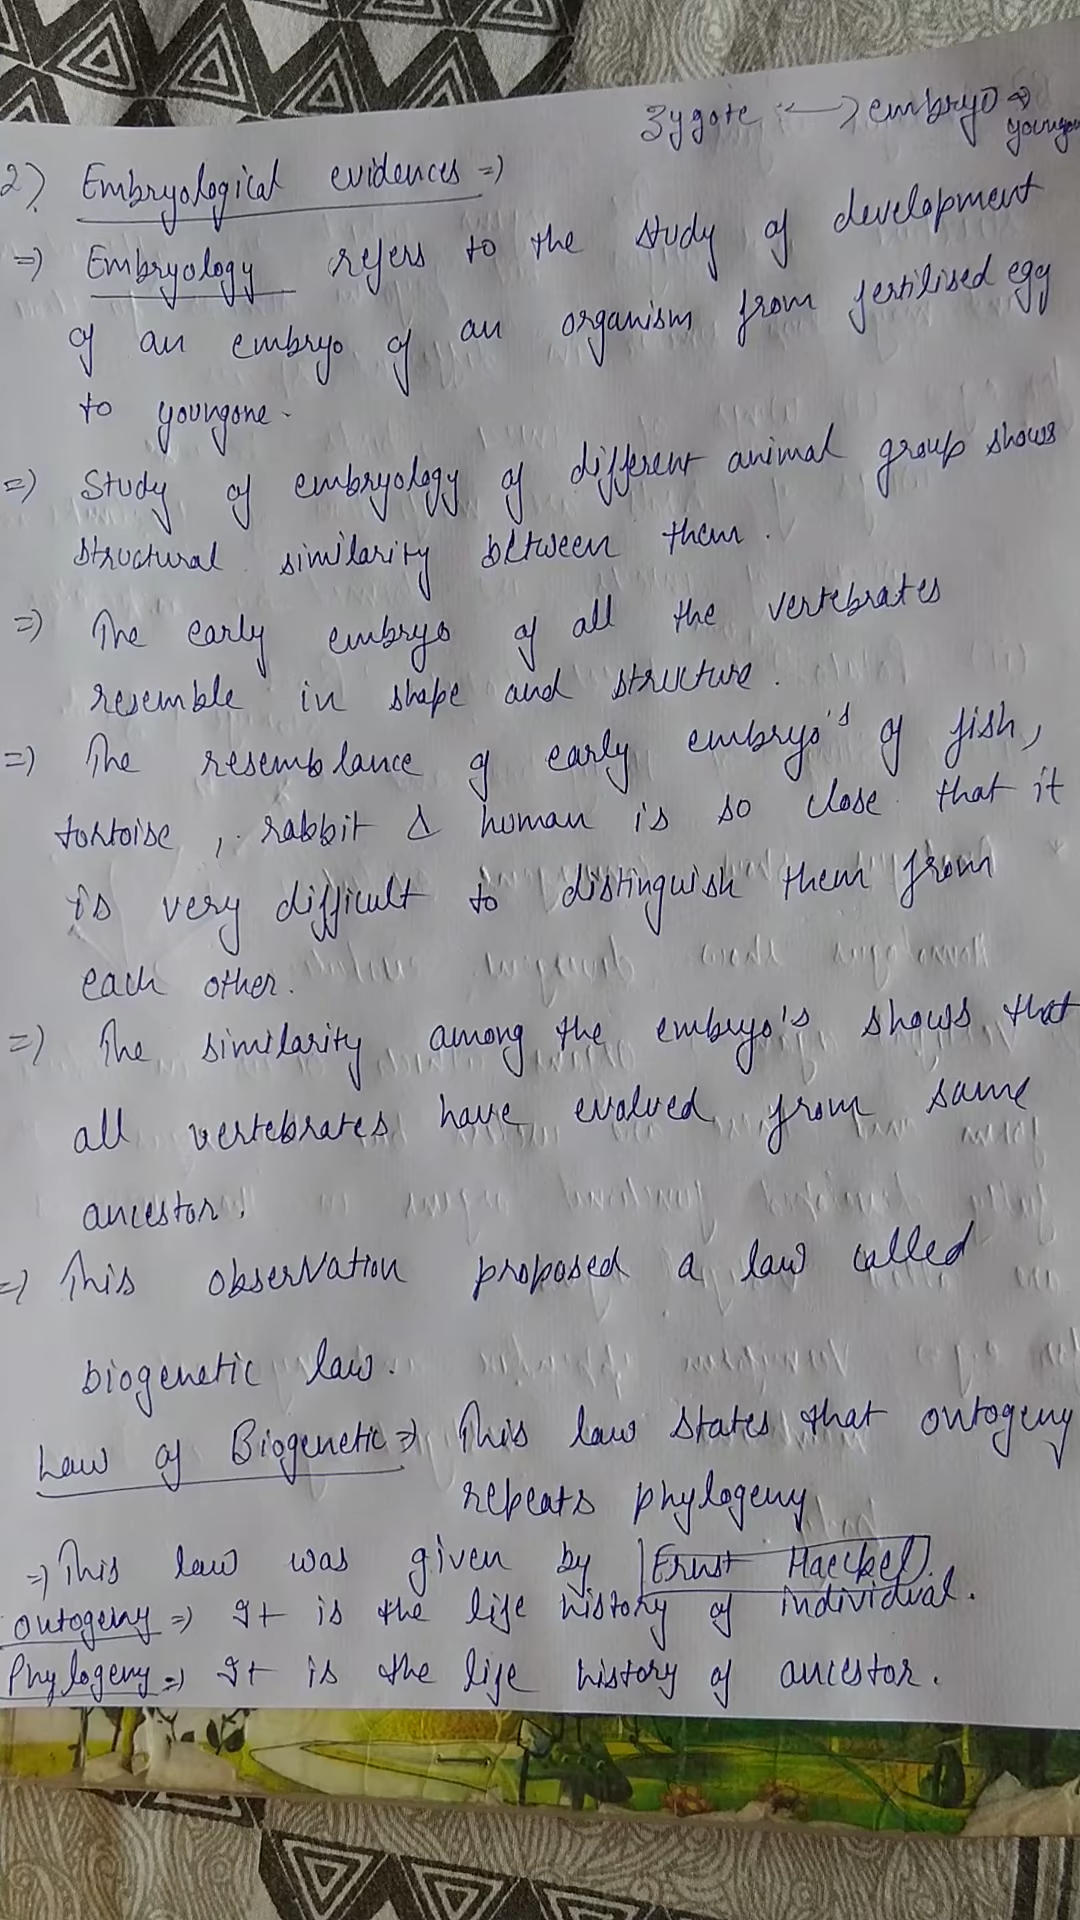 Zygote → embryo →
youngone
2) Embryological evidences ⇒
⇒ Embryology refers to the study of development
of an embryo of an organism from fertilised egg
to youngone.
⇒ Study of embryology of different animal group shows
structural similarity between them.
⇒ The early embryo of all the vertebrates
resemble in shape and structure.
⇒ The resemblance of early embryo's of fish,
tortoise, rabbit & human is so close that it
is very difficult to distinguish them from
each other.
⇒ The similarity among the embryo's shows that
all vertebrates have evolved from same
ancestor.
⇒ This observation proposed a law called
biogenetic law.
Law of Biogenetic ⇒ This law states that ontogeny
repeats phylogeny
⇒ This law was given by Ernst Haeckel.
Ontogeny ⇒ It is the life history of individual.
Phylogeny ⇒ It is the life history of ancestor.